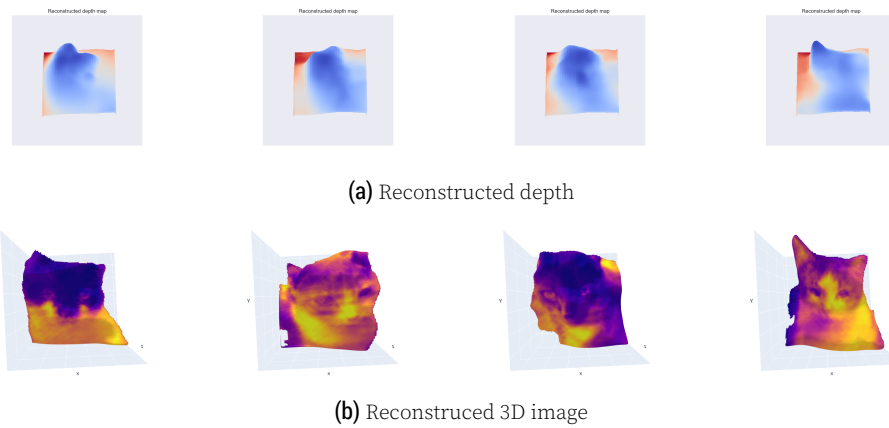 Reconstructed depth map
Reconstructed depth map
Reconstructed depth map
Reconstructed depth map
(a) Reconstructed depth
Y
Y
X
X
X
X
(b) Reconstruced 3D image